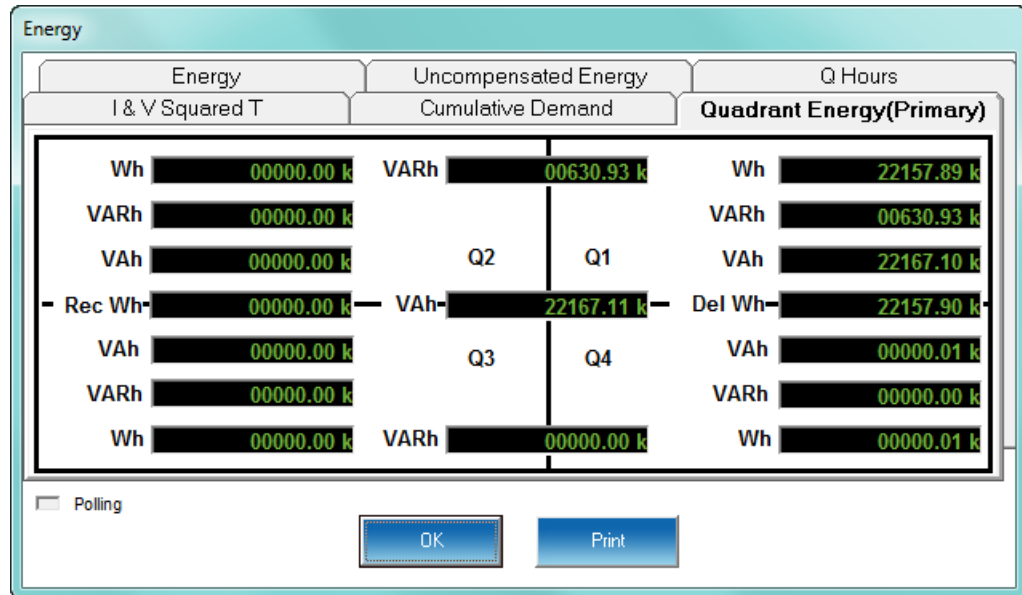 Energy
Energy Uncompensated Energy Q Hours
I & V Squared T Cumulative Demand Quadrant Energy(Primary)
Wh 00000.00 k VARh 00630.93 k Wh 22157.89 k
VARh 00000.00 k VARh 00630.93 k
VAh 00000.00 k Q2 Q1 VAh 22167.10 k
Rec Wh 00000.00 k VAh 22167.11 k Del Wh 22157.90 k
VAh 00000.00 k Q3 Q4 VAh 00000.01 k
VARh 00000.00 k VARh 00000.00 k
Wh 00000.00 k VARh 00000.00 k Wh 00000.01 k
Polling
OK Print